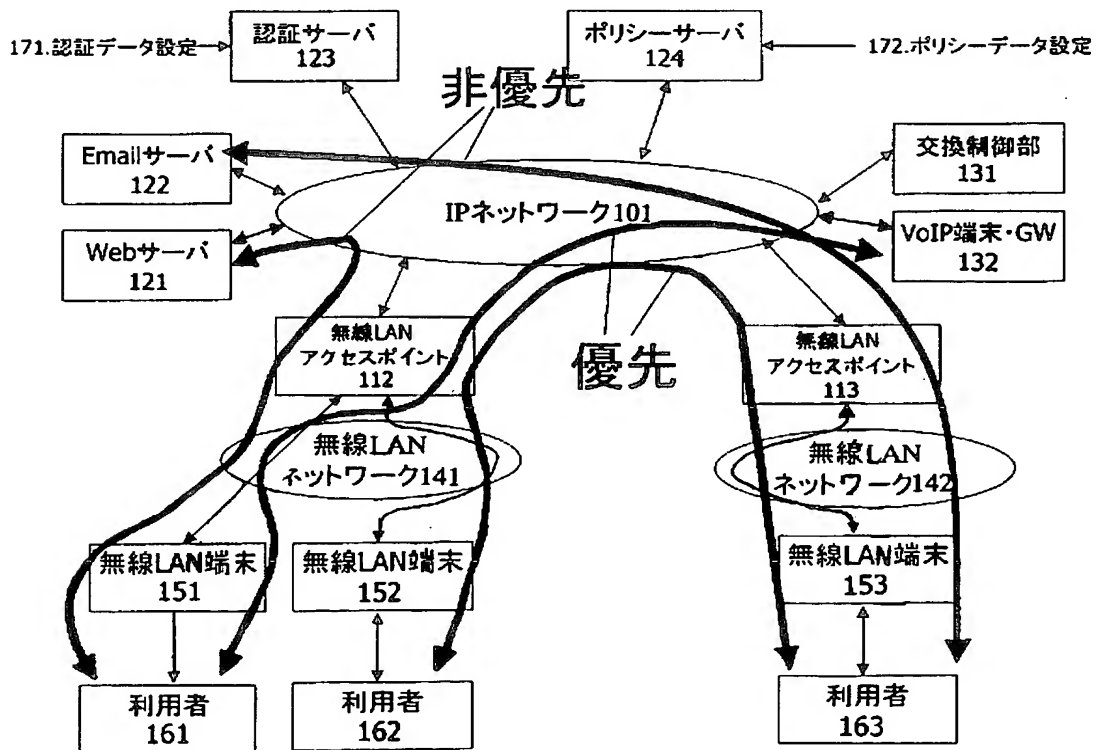 171.認証データ設定
認証サーバ
123
ポリシーサーバ
124
172.ポリシーデータ設定
非優先
Emailサーバ
122
交換制御部
131
IPネットワーク101
Webサーバ
121
VoIP端末・GW
132
無線LAN
アクセスポイント
112
優先
無線LAN
アクセスポイント
113
無線LAN
ネットワーク141
無線LAN
ネットワーク142
無線LAN端末
151
無線LAN端末
152
無線LAN端末
153
利用者
161
利用者
162
利用者
163